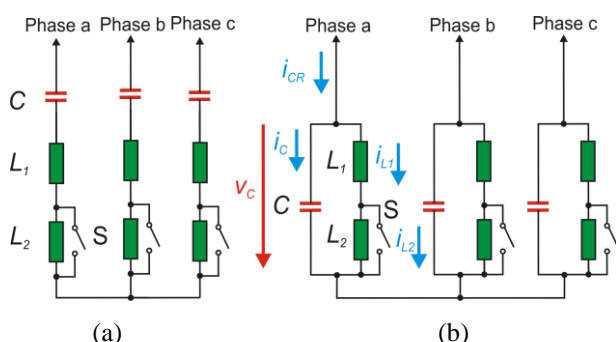 Phase a Phase b Phase c
C
L1
L2 S
(a)
Phase a Phase b Phase c
iCR
iC L1 iL1
vC C S
L2 iL2
(b)